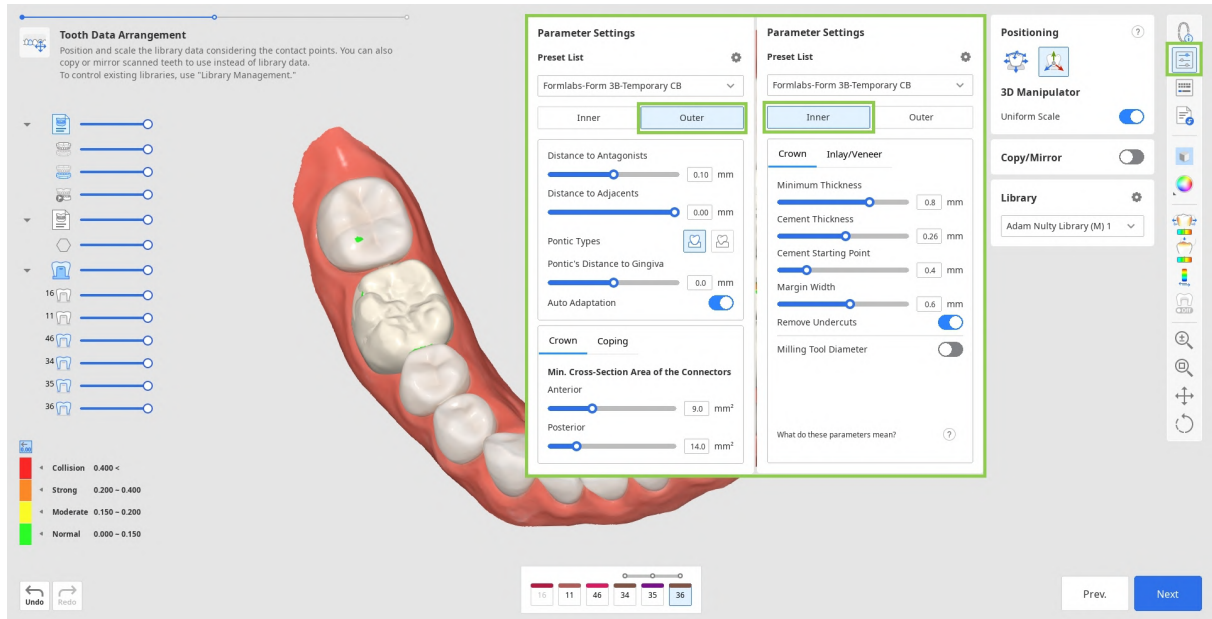 Tooth Data Arrangement
Position and scale the library data considering the contact points. You can also
copy or mirror scanned teeth to use instead of library data.
To control existing libraries, use "Library Management."
16
11
46
34
35
36
0.00
Collision 0.400 <
Strong 0.200 – 0.400
Moderate 0.150 – 0.200
Normal 0.000 – 0.150
Undo
Redo
Parameter Settings
Preset List
Formlabs-Form 3B-Temporary CB
Inner Outer
Distance to Antagonists
0.10 mm
Distance to Adjacents
0.00 mm
Pontic Types
Pontic's Distance to Gingiva
0.0 mm
Auto Adaptation
Crown Coping
Min. Cross-Section Area of the Connectors
Anterior
9.0 mm²
Posterior
14.0 mm²
Parameter Settings
Preset List
Formlabs-Form 3B-Temporary CB
Inner Outer
Crown Inlay/Veneer
Minimum Thickness
0.8 mm
Cement Thickness
0.26 mm
Cement Starting Point
0.4 mm
Margin Width
0.6 mm
Remove Undercuts
Milling Tool Diameter
What do these parameters mean? ?
Positioning ?
3D Manipulator
Uniform Scale
Copy/Mirror
Library
Adam Nulty Library (M) 1
16 11 46 34 35 36
Prev. Next